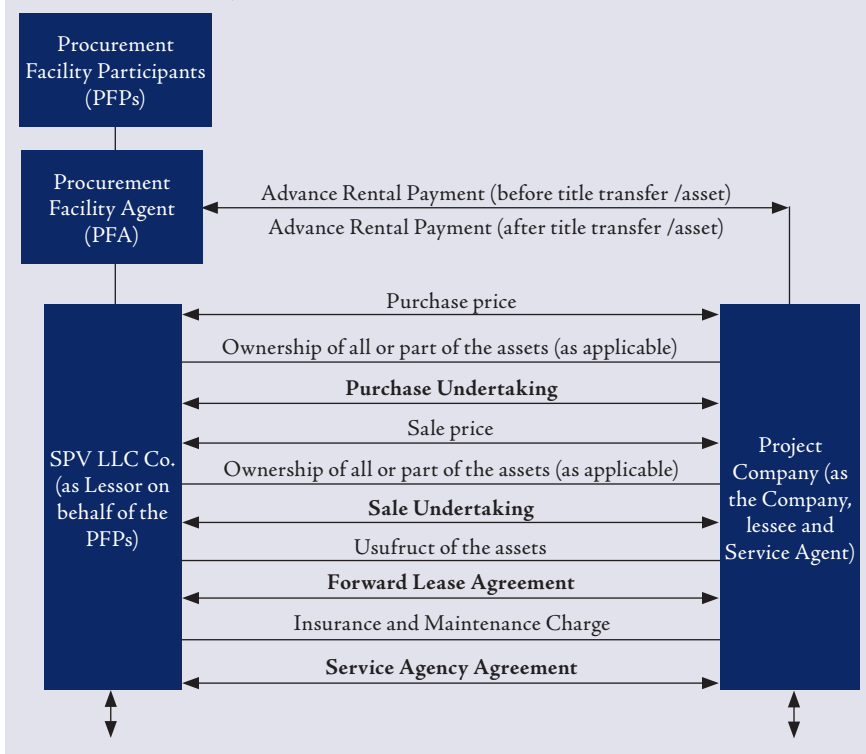 Procurement
Facility Participants
(PFPs)
Procurement
Facility Agent
(PFA)
Advance Rental Payment (before title transfer /asset)
Advance Rental Payment (after title transfer /asset)
Purchase price
Ownership of all or part of the assets (as applicable)
Purchase Undertaking
Sale price
Ownership of all or part of the assets (as applicable)
Sale Undertaking
Usufruct of the assets
Forward Lease Agreement
Insurance and Maintenance Charge
Service Agency Agreement
SPV LLC Co.
(as Lessor on
behalf of the
PFPs)
Project
Company (as
the Company,
lessee and
Service Agent)